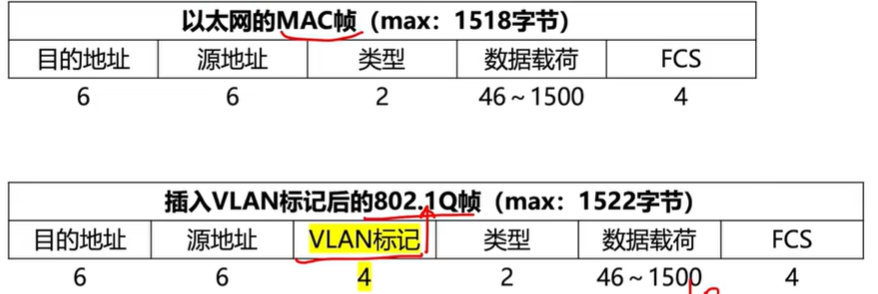 以太网的MAC帧（max：1518字节）
目的地址 源地址 类型 数据载荷 FCS
6 6 2 46～1500 4
插入VLAN标记后的802.1Q帧（max：1522字节）
目的地址 源地址 VLAN标记 类型 数据载荷 FCS
6 6 4 2 46～1500 4